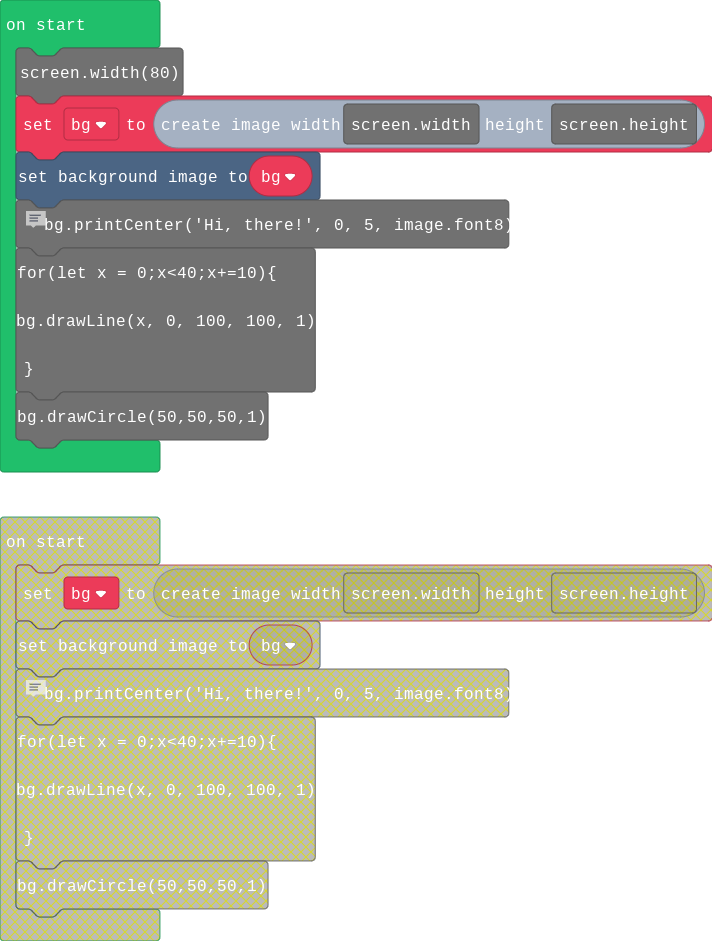 on start
screen.width(80)
set bg to create image width screen.width height screen.height
set background image to bg
bg.printCenter('Hi, there!', 0, 5, image.font8)
for(let x = 0;x<40;x+=10){
bg.drawLine(x, 0, 100, 100, 1)
}
bg.drawCircle(50,50,50,1)
on start
set bg to create image width screen.width height screen.height
set background image to bg
bg.printCenter('Hi, there!', 0, 5, image.font8)
for(let x = 0;x<40;x+=10){
bg.drawLine(x, 0, 100, 100, 1)
}
bg.drawCircle(50,50,50,1)